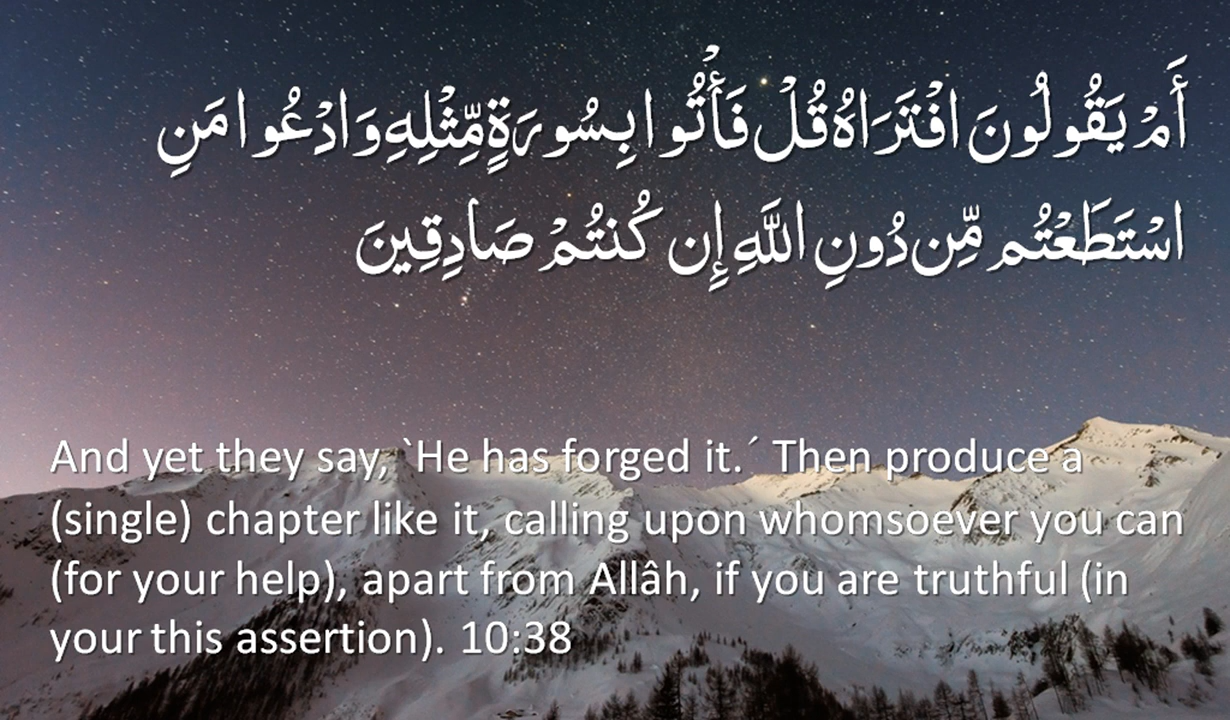 أَمْ يَقُولُونَ افْتَرَاهُ قُلْ فَأْتُوا بِسُورَةٍ مِّثْلِهِ وَادْعُوا مَنِ
اسْتَطَعْتُم مِّن دُونِ اللَّهِ إِن كُنتُمْ صَادِقِينَ
And yet they say, `He has forged it.´ Then produce a
(single) chapter like it, calling upon whomsoever you can
(for your help), apart from Allâh, if you are truthful (in
your this assertion). 10:38